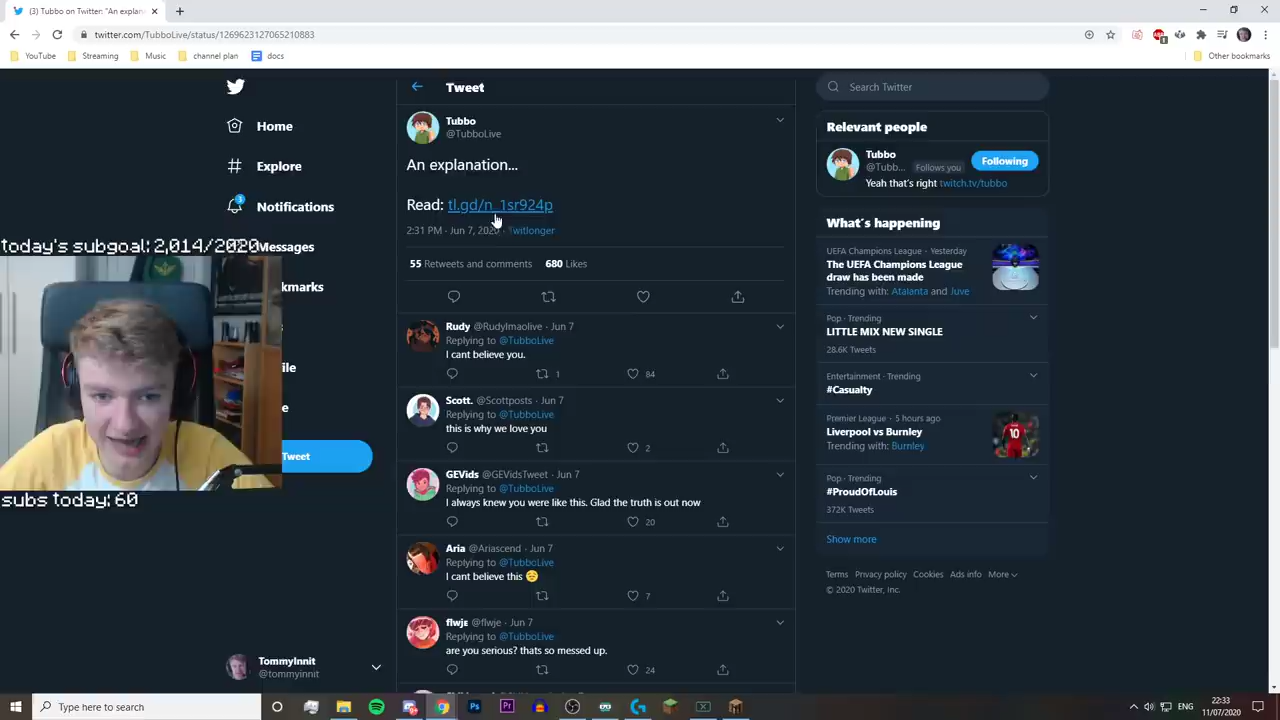 (3) Tubbo on Twitter: "An explan
twitter.com/TubboLive/status/1269623127065210883
YouTube Streaming Music channel plan docs Other bookmarks
Tweet
Search Twitter
Home
Explore
3
Notifications
Messages
kmarks
file
Tweet
today's subgoal: 2,014/2020
subs today: 60
TommyInnit
@tommyinnit
Tubbo
@TubboLive
An explanation...
Read: tl.gd/n_1sr924p
2:31 PM · Jun 7, 2020 · Twitlonger
55 Retweets and comments 680 Likes
Rudy @Rudylmaolive · Jun 7
Replying to @TubboLive
I cant believe you.
1 84
Scott. @Scottposts · Jun 7
Replying to @TubboLive
this is why we love you
2
GEVids @GEVidsTweet · Jun 7
Replying to @TubboLive
I always knew you were like this. Glad the truth is out now
20
Aria @Ariascend · Jun 7
Replying to @TubboLive
I cant believe this 😔
7
flwjɛ @flwje · Jun 7
Replying to @TubboLive
are you serious? thats so messed up.
24
Relevant people
Tubbo
@Tubb... Follows you
Following
Yeah that's right twitch.tv/tubbo
What's happening
UEFA Champions League · Yesterday
The UEFA Champions League
draw has been made
Trending with: Atalanta and Juve
Pop · Trending
LITTLE MIX NEW SINGLE
28.6K Tweets
Entertainment · Trending
#Casualty
Premier League · 5 hours ago
Liverpool vs Burnley
Trending with: Burnley
10
Pop · Trending
#ProudOfLouis
372K Tweets
Show more
Terms Privacy policy Cookies Ads info More
© 2020 Twitter, Inc.
Type here to search
ENG
22:33
11/07/2020